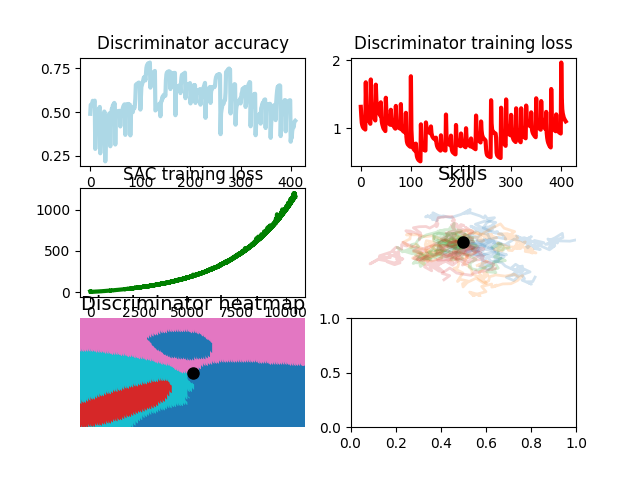 Discriminator accuracy
0.75
0.50
0.25
0 100 200 300 400
Discriminator training loss
2
1
0 100 200 300 400
SAC training loss
1000
500
0
0 2500 5000 7500 10000
Skills
Discriminator heatmap
1.0
0.5
0.0
0.0 0.2 0.4 0.6 0.8 1.0